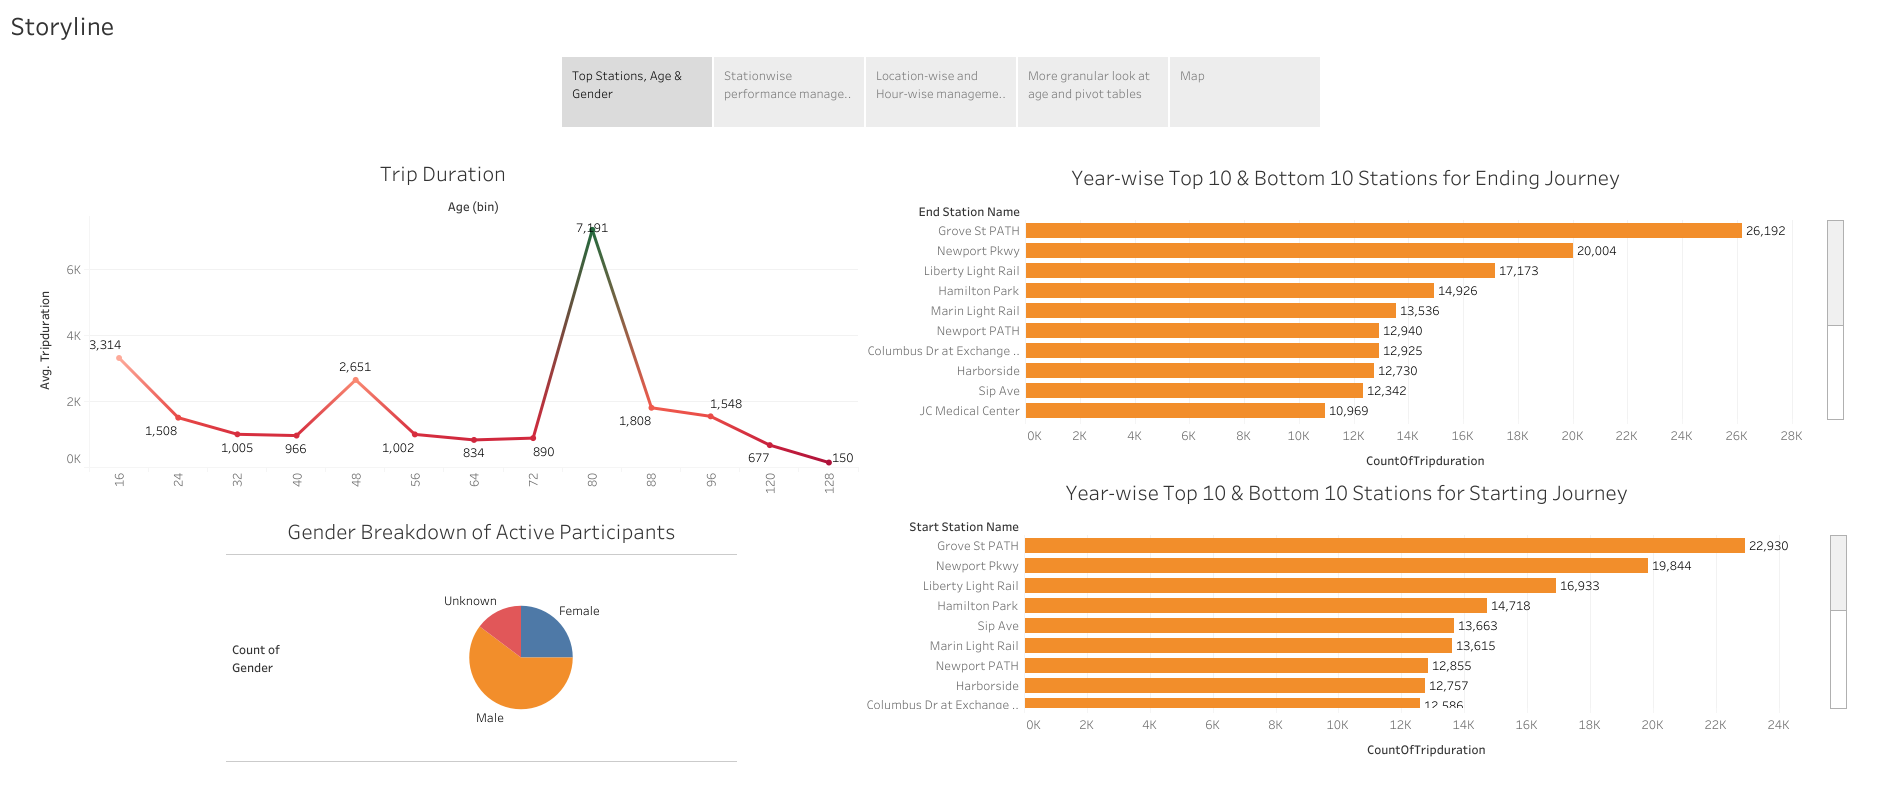 Storyline
Top Stations, Age &
Gender
Stationwise
performance manage..
Location-wise and
Hour-wise manageme..
More granular look at
age and pivot tables
Map
Trip Duration
Age (bin)
Avg. Tripduration
6K
4K
2K
0K
3,314
1,508
1,005
966
2,651
1,002
834
890
7,191
1,808
1,548
677
150
16
24
32
40
48
56
64
72
80
88
96
120
128
Gender Breakdown of Active Participants
Count of
Gender
Unknown
Female
Male
Year-wise Top 10 & Bottom 10 Stations for Ending Journey
End Station Name
Grove St PATH 26,192
Newport Pkwy 20,004
Liberty Light Rail 17,173
Hamilton Park 14,926
Marin Light Rail 13,536
Newport PATH 12,940
Columbus Dr at Exchange .. 12,925
Harborside 12,730
Sip Ave 12,342
JC Medical Center 10,969
0K 2K 4K 6K 8K 10K 12K 14K 16K 18K 20K 22K 24K 26K 28K
CountOfTripduration
Year-wise Top 10 & Bottom 10 Stations for Starting Journey
Start Station Name
Grove St PATH 22,930
Newport Pkwy 19,844
Liberty Light Rail 16,933
Hamilton Park 14,718
Sip Ave 13,663
Marin Light Rail 13,615
Newport PATH 12,855
Harborside 12,757
Columbus Dr at Exchange .. 12,586
0K 2K 4K 6K 8K 10K 12K 14K 16K 18K 20K 22K 24K
CountOfTripduration